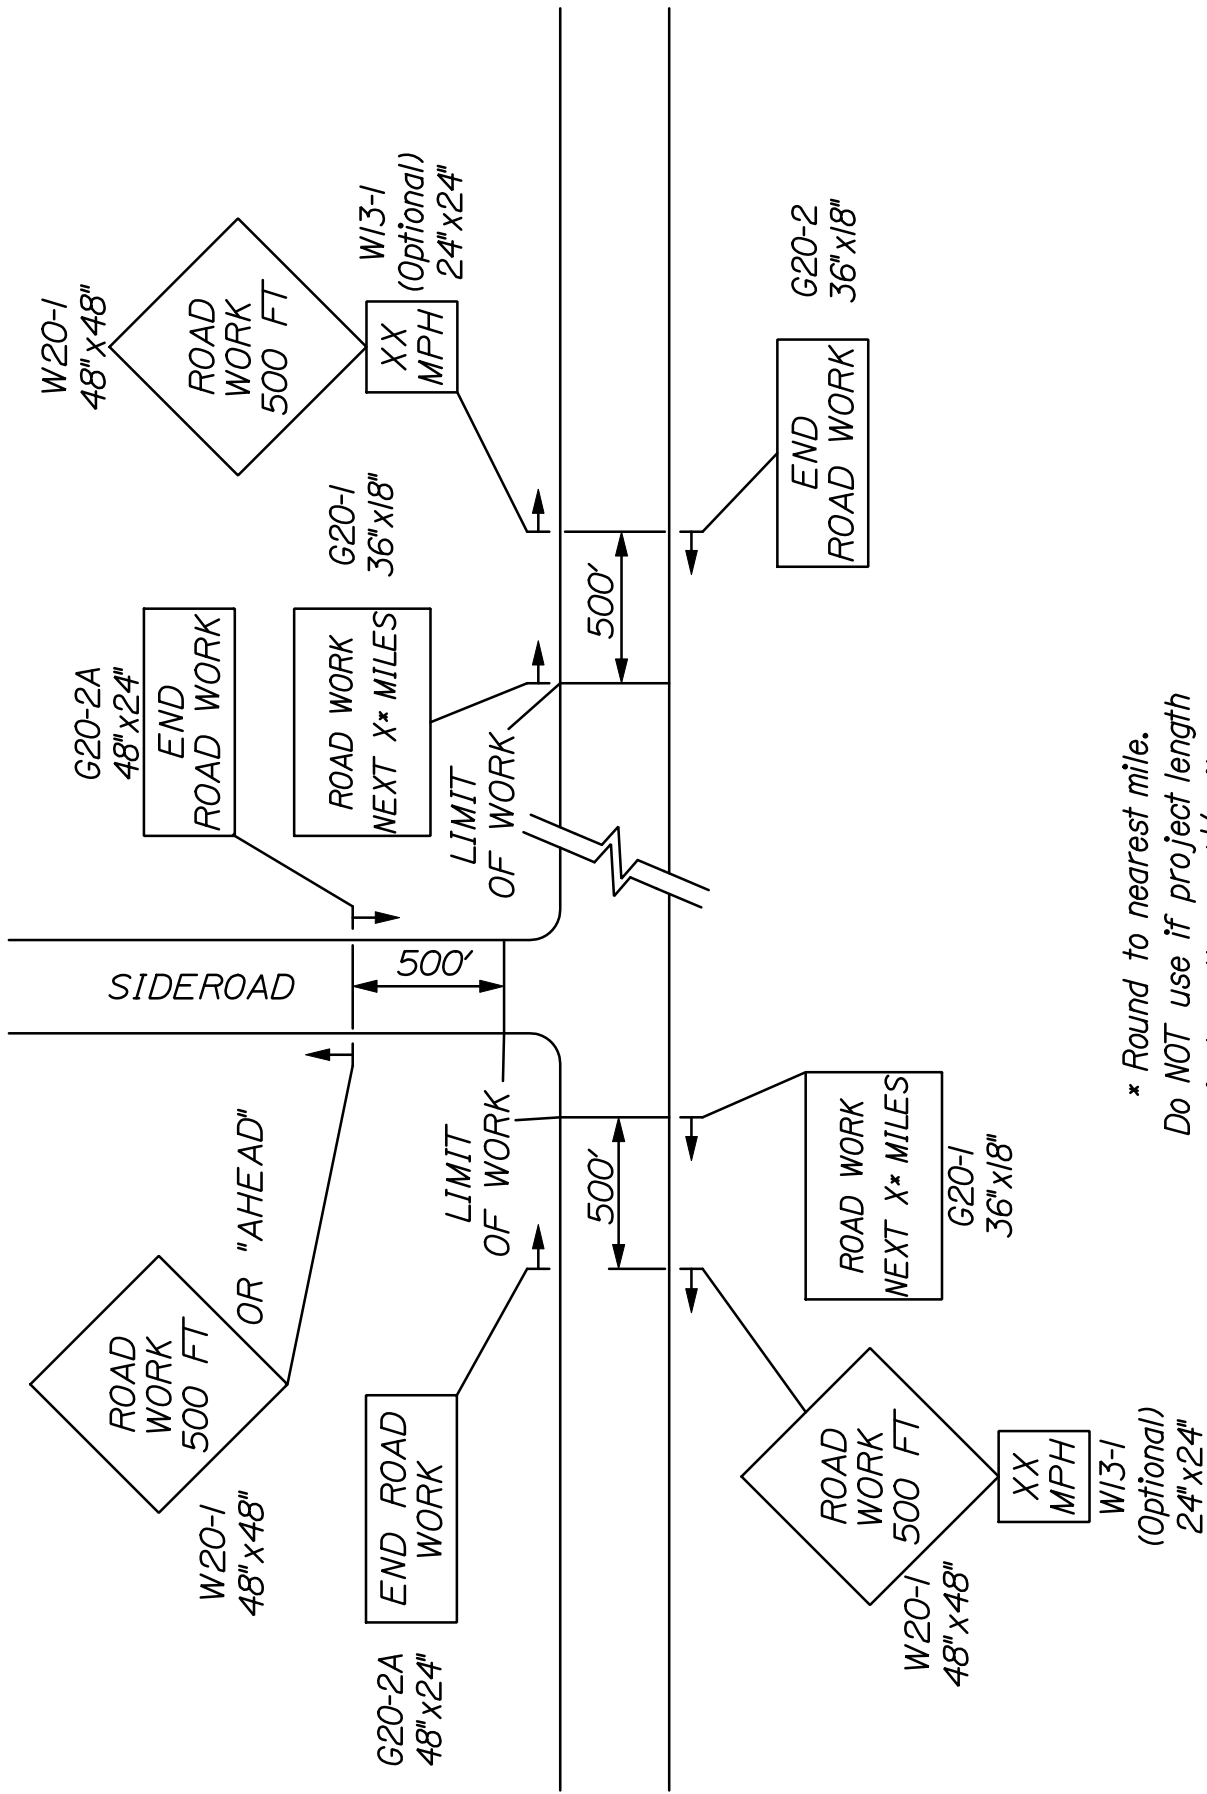 W20-1
48"x48"
ROAD
WORK
500 FT
W13-1
(Optional)
24"x24"
XX
MPH
G20-1
36"x18"
G20-2A
48"x24"
END
ROAD WORK
ROAD WORK
NEXT X* MILES
LIMIT
OF WORK
500'
G20-2
36"x18"
END
ROAD WORK
SIDEROAD
500'
OR "AHEAD"
ROAD
WORK
500 FT
W20-1
48"x48"
LIMIT
OF WORK
500'
END ROAD
WORK
G20-2A
48"x24"
ROAD WORK
NEXT X* MILES
G20-1
36"x18"
ROAD
WORK
500 FT
W20-1
48"x48"
XX
MPH
W13-1
(Optional)
24"x24"
* Round to nearest mile.
Do NOT use if project length